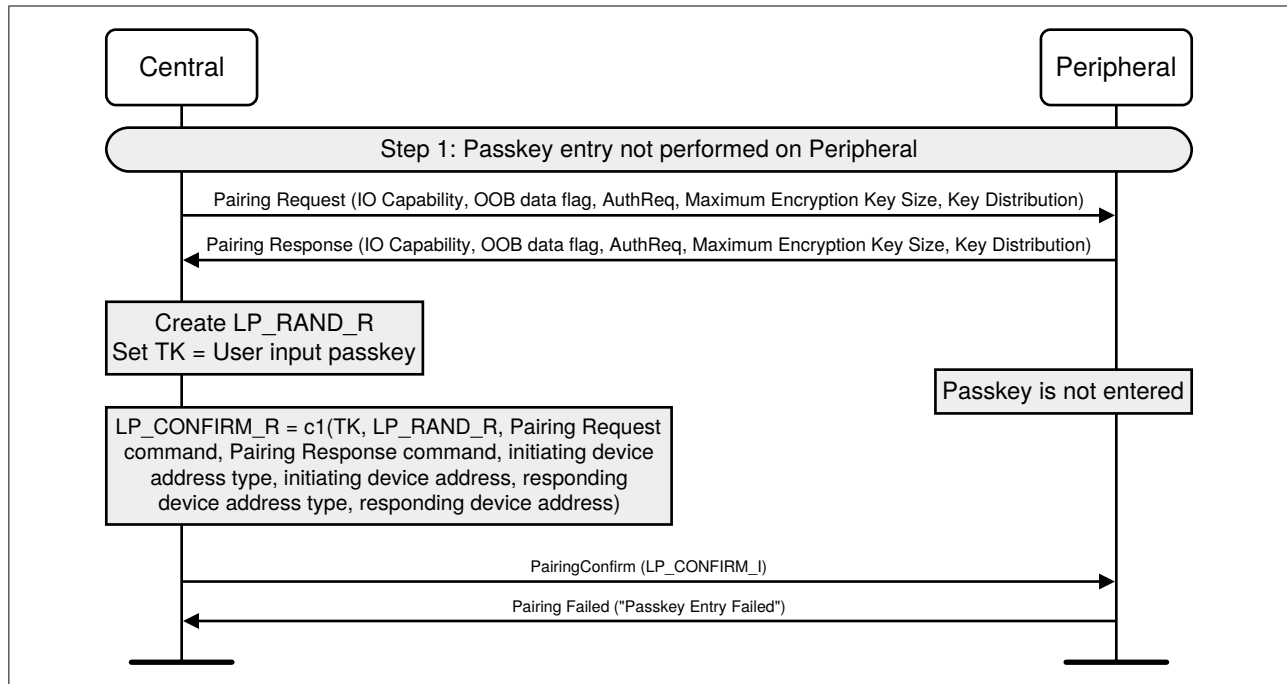 Central
Peripheral
Step 1: Passkey entry not performed on Peripheral
Pairing Request (IO Capability, OOB data flag, AuthReq, Maximum Encryption Key Size, Key Distribution)
Pairing Response (IO Capability, OOB data flag, AuthReq, Maximum Encryption Key Size, Key Distribution)
Create LP_RAND_R
Set TK = User input passkey
Passkey is not entered
LP_CONFIRM_R = c1(TK, LP_RAND_R, Pairing Request
command, Pairing Response command, initiating device
address type, initiating device address, responding
device address type, responding device address)
PairingConfirm (LP_CONFIRM_I)
Pairing Failed ("Passkey Entry Failed")